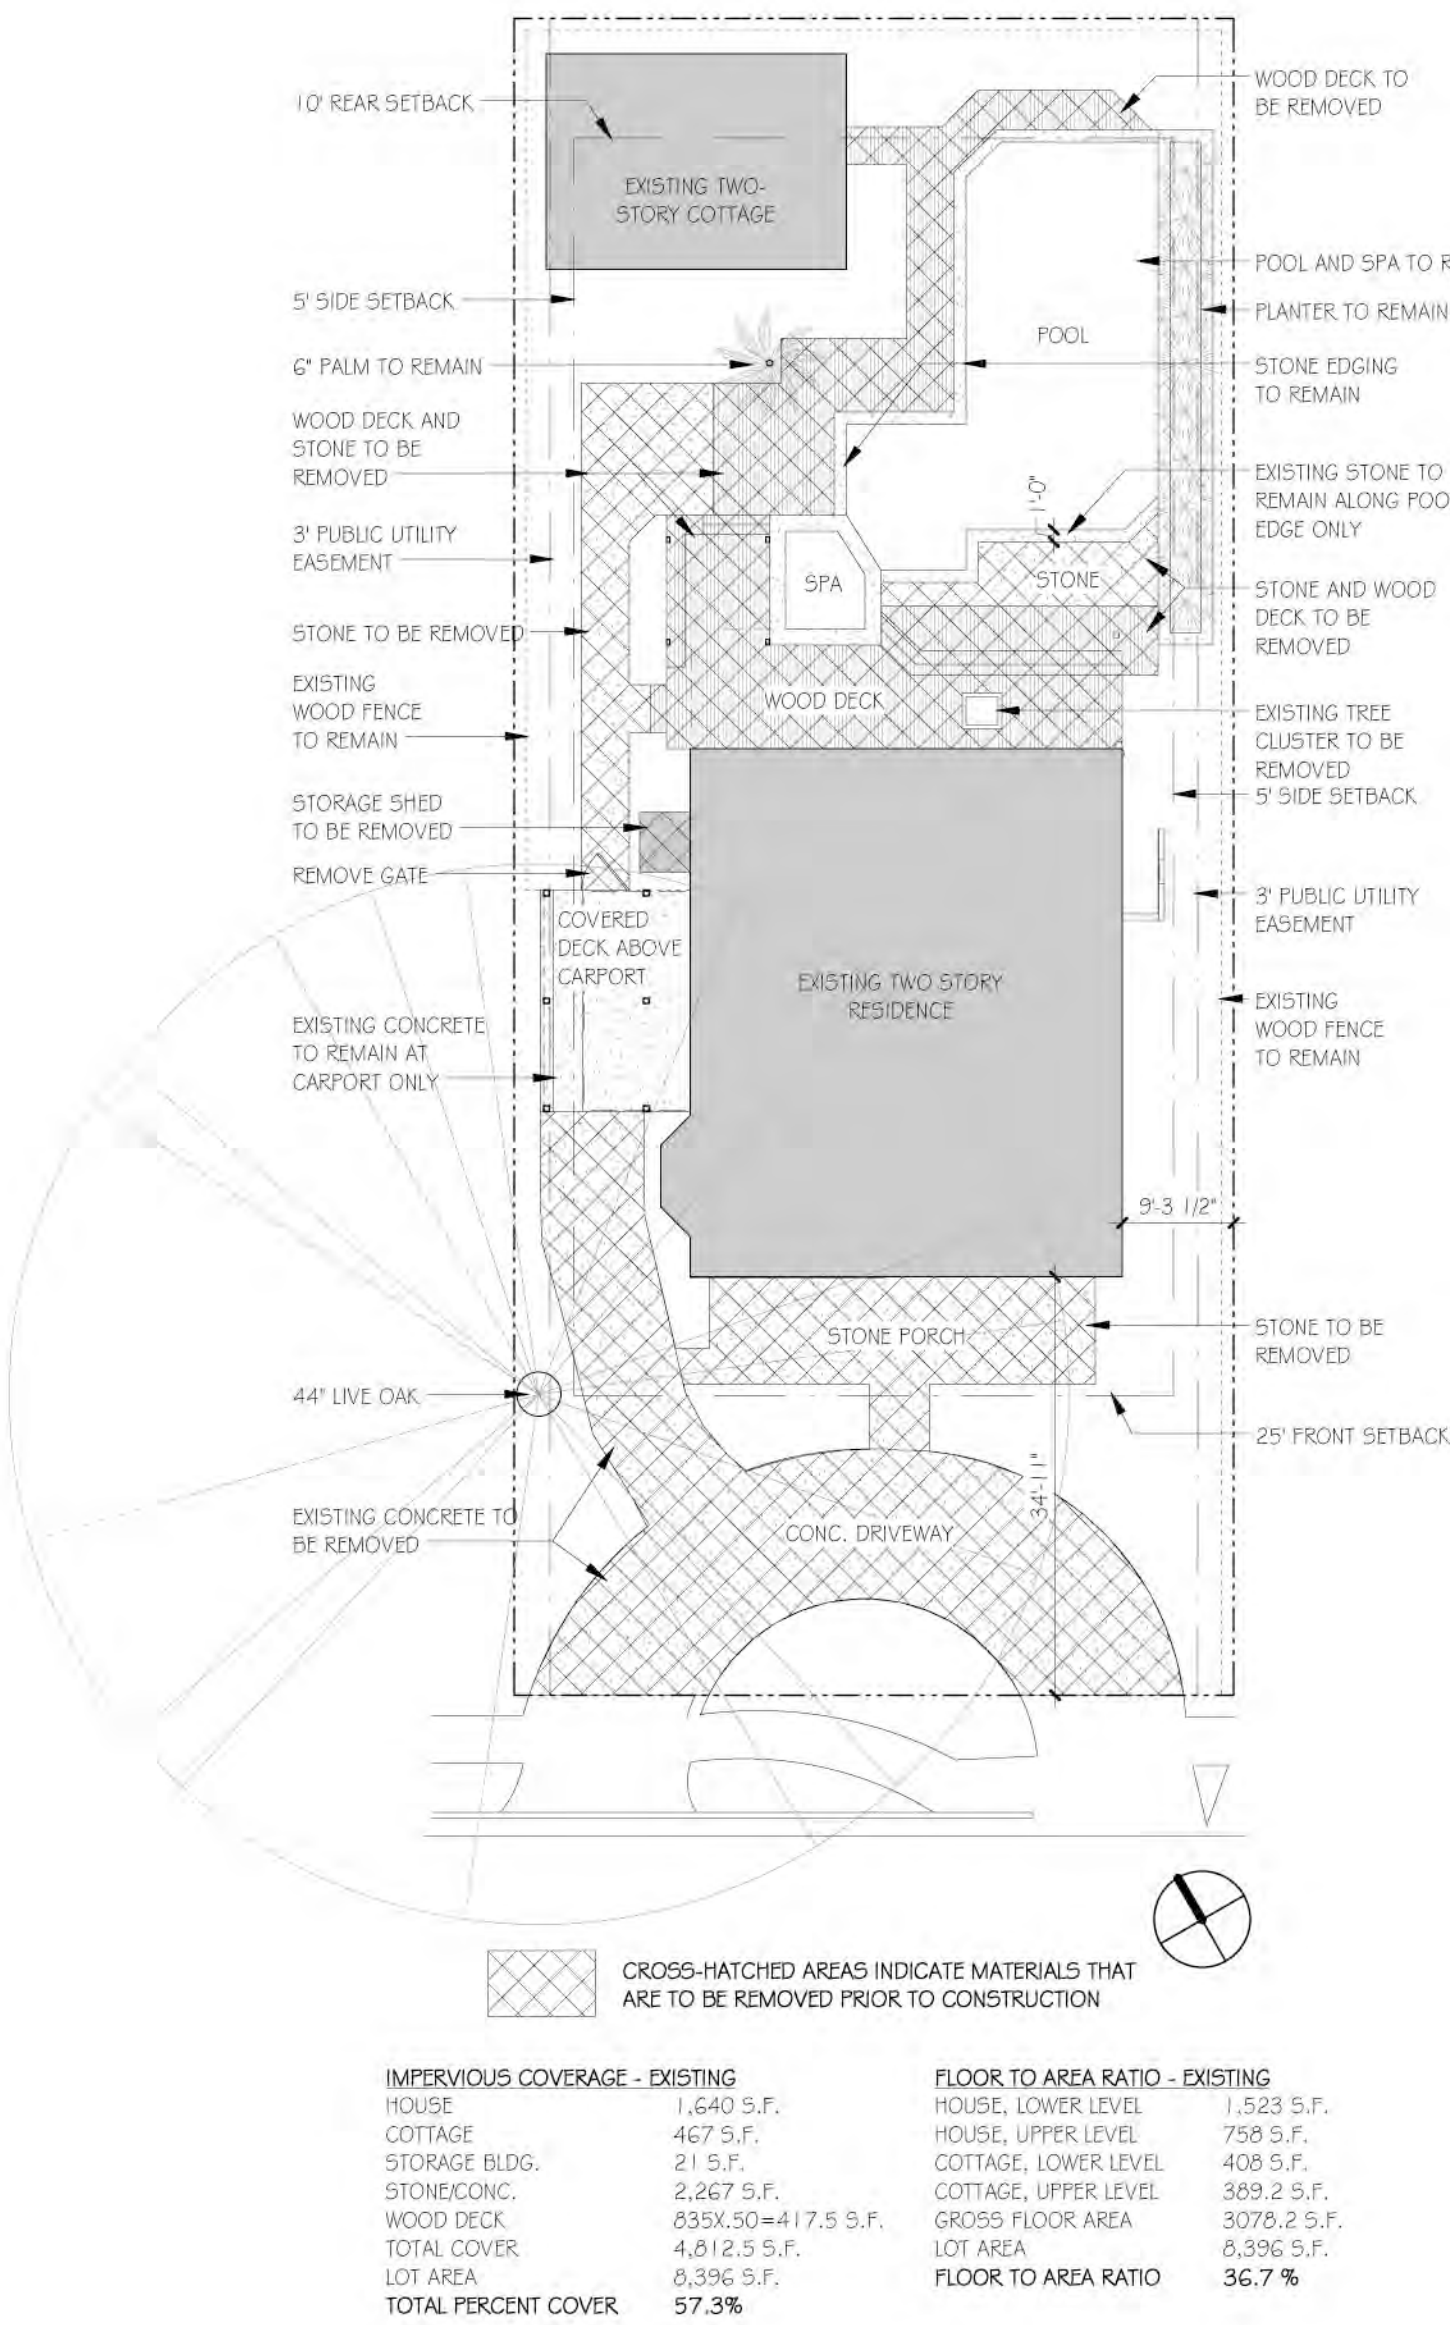 10' REAR SETBACK
WOOD DECK TO
BE REMOVED
EXISTING TWO-
STORY COTTAGE
POOL AND SPA TO R
5' SIDE SETBACK
PLANTER TO REMAIN
POOL
6" PALM TO REMAIN
STONE EDGING
TO REMAIN
WOOD DECK AND
STONE TO BE
REMOVED
EXISTING STONE TO
REMAIN ALONG POO
EDGE ONLY
1'-0"
3' PUBLIC UTILITY
EASEMENT
SPA
STONE
STONE AND WOOD
DECK TO BE
REMOVED
STONE TO BE REMOVED
EXISTING
WOOD FENCE
TO REMAIN
WOOD DECK
EXISTING TREE
CLUSTER TO BE
REMOVED
5' SIDE SETBACK
STORAGE SHED
TO BE REMOVED
REMOVE GATE
3' PUBLIC UTILITY
EASEMENT
COVERED
DECK ABOVE
CARPORT
EXISTING TWO STORY
RESIDENCE
EXISTING
WOOD FENCE
TO REMAIN
EXISTING CONCRETE
TO REMAIN AT
CARPORT ONLY
9'-3 1/2"
STONE PORCH
STONE TO BE
REMOVED
44" LIVE OAK
25' FRONT SETBACK
34'-11"
EXISTING CONCRETE TO
BE REMOVED
CONC. DRIVEWAY
CROSS-HATCHED AREAS INDICATE MATERIALS THAT
ARE TO BE REMOVED PRIOR TO CONSTRUCTION
IMPERVIOUS COVERAGE - EXISTING
HOUSE 1,640 S.F.
COTTAGE 467 S.F.
STORAGE BLDG. 21 S.F.
STONE/CONC. 2,267 S.F.
WOOD DECK 835X.50=417.5 S.F.
TOTAL COVER 4,812.5 S.F.
LOT AREA 8,396 S.F.
TOTAL PERCENT COVER 57.3%
FLOOR TO AREA RATIO - EXISTING
HOUSE, LOWER LEVEL 1,523 S.F.
HOUSE, UPPER LEVEL 758 S.F.
COTTAGE, LOWER LEVEL 408 S.F.
COTTAGE, UPPER LEVEL 389.2 S.F.
GROSS FLOOR AREA 3078.2 S.F.
LOT AREA 8,396 S.F.
FLOOR TO AREA RATIO 36.7 %